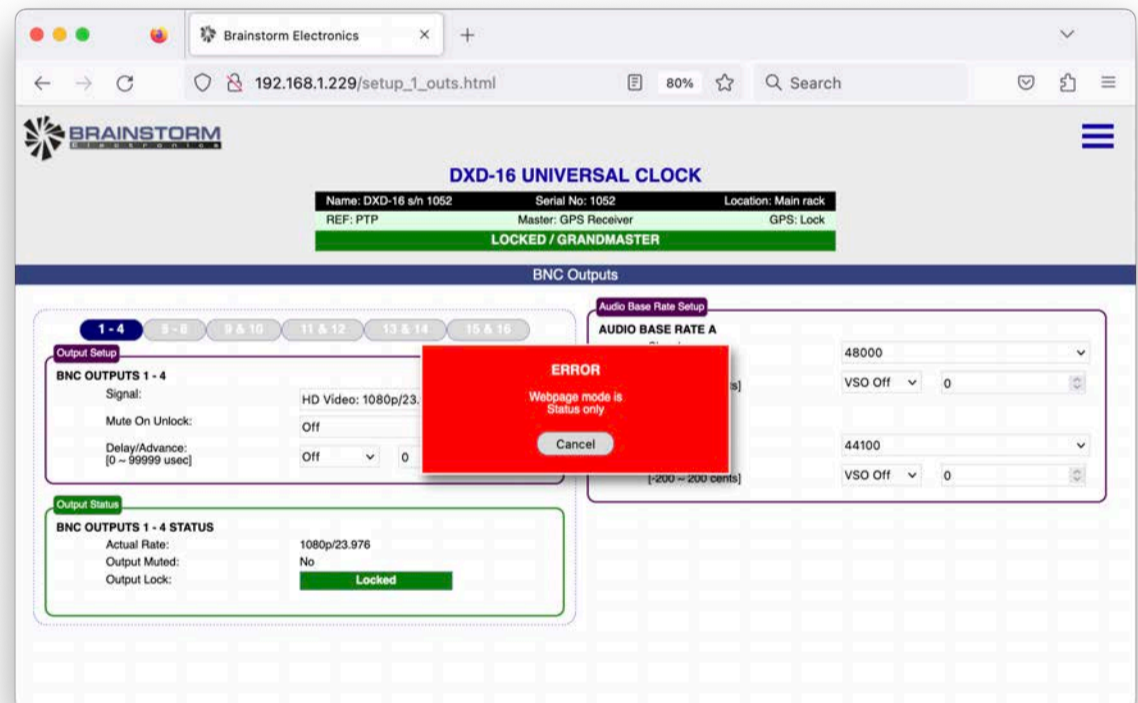 Brainstorm Electronics
192.168.1.229/setup_1_outs.html
80%
Search
BRAINSTORM
Electronics
DXD-16 UNIVERSAL CLOCK
Name: DXD-16 s/n 1052 Serial No: 1052 Location: Main rack
REF: PTP Master: GPS Receiver GPS: Lock
LOCKED / GRANDMASTER
BNC Outputs
1 - 4 5 - 8 9 & 10 11 & 12 13 & 14 15 & 16
Output Setup
BNC OUTPUTS 1 - 4
Signal: HD Video: 1080p/23.
Mute On Unlock: Off
Delay/Advance: Off 0
[0 ~ 99999 usec]
Output Status
BNC OUTPUTS 1 - 4 STATUS
Actual Rate: 1080p/23.976
Output Muted: No
Output Lock: Locked
ERROR
Webpage mode is
Status only
Cancel
Audio Base Rate Setup
AUDIO BASE RATE A
48000
VSO Off 0
44100
VSO Off 0
[-200 ~ 200 cents]